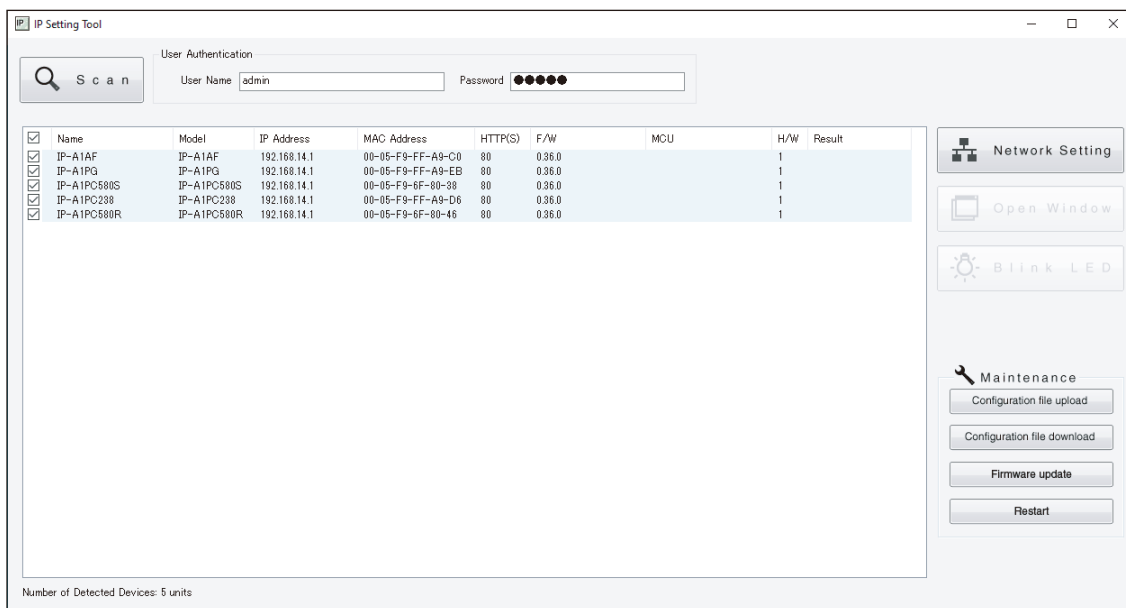 IP IP Setting Tool
User Authentication
Scan User Name admin Password ●●●●●
Name Model IP Address MAC Address HTTP(S) F/W MCU H/W Result
IP-A1AF IP-A1AF 192.168.14.1 00-05-F9-FF-A9-C0 80 0.36.0 1
IP-A1PG IP-A1PG 192.168.14.1 00-05-F9-FF-A9-EB 80 0.36.0 1
IP-A1PC580S IP-A1PC580S 192.168.14.1 00-05-F9-6F-80-38 80 0.36.0 1
IP-A1PC238 IP-A1PC238 192.168.14.1 00-05-F9-FF-A9-D6 80 0.36.0 1
IP-A1PC580R IP-A1PC580R 192.168.14.1 00-05-F9-6F-80-46 80 0.36.0 1
Network Setting
Open Window
Blink LED
Maintenance
Configuration file upload
Configuration file download
Firmware update
Restart
Number of Detected Devices: 5 units